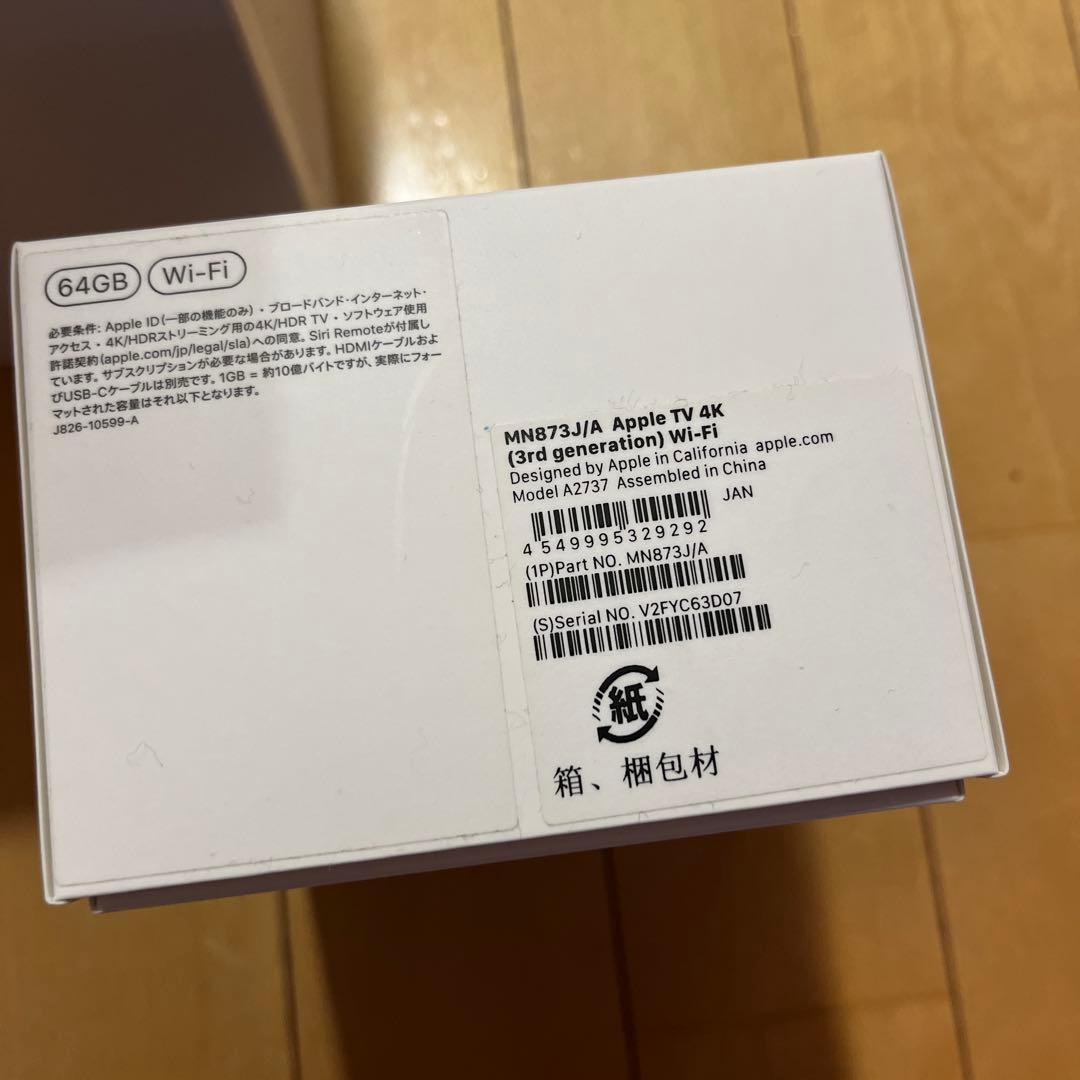 64GB Wi-Fi
必要条件: Apple ID(一部の機能のみ)・ブロードバンド・インターネット・
アクセス・4K/HDRストリーミング用の4K/HDR TV・ソフトウェア使用
許諾契約(apple.com/jp/legal/sla)への同意。Siri Remoteが付属し
ています。サブスクリプションが必要な場合があります。HDMIケーブルおよ
びUSB-Cケーブルは別売です。1GB = 約10億バイトですが、実際にフォー
マットされた容量はそれ以下となります。
J826-10599-A
MN873J/A Apple TV 4K
(3rd generation) Wi-Fi
Designed by Apple in California apple.com
Model A2737 Assembled in China
JAN
4549995329292
(1P)Part NO. MN873J/A
(S)Serial NO. V2FYC63D07
紙
箱、梱包材